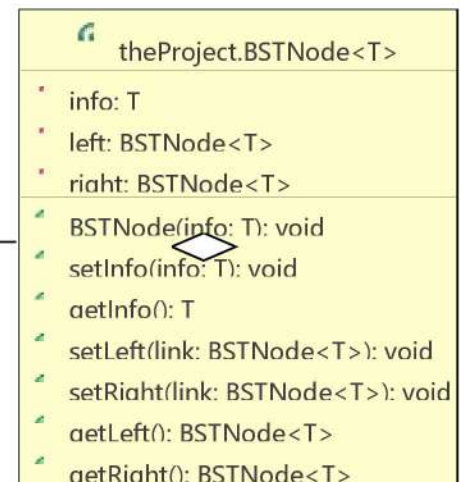 theProject.BSTNode<T>
info: T
left: BSTNode<T>
right: BSTNode<T>
BSTNode(info: T): void
setInfo(info: T): void
getInfo(): T
setLeft(link: BSTNode<T>): void
setRight(link: BSTNode<T>): void
getLeft(): BSTNode<T>
getRight(): BSTNode<T>